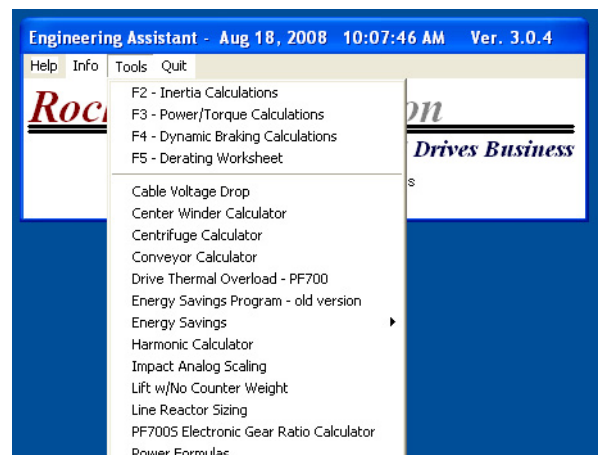 Engineering Assistant - Aug 18, 2008 10:07:46 AM Ver. 3.0.4
Help Info Tools Quit
F2 - Inertia Calculations
F3 - Power/Torque Calculations
F4 - Dynamic Braking Calculations
Drives Business
F5 - Derating Worksheet
Cable Voltage Drop
Center Winder Calculator
Centrifuge Calculator
Conveyor Calculator
Drive Thermal Overload - PF700
Energy Savings Program - old version
Energy Savings
Harmonic Calculator
Impact Analog Scaling
Lift w/No Counter Weight
Line Reactor Sizing
PF700S Electronic Gear Ratio Calculator
Power Formulas